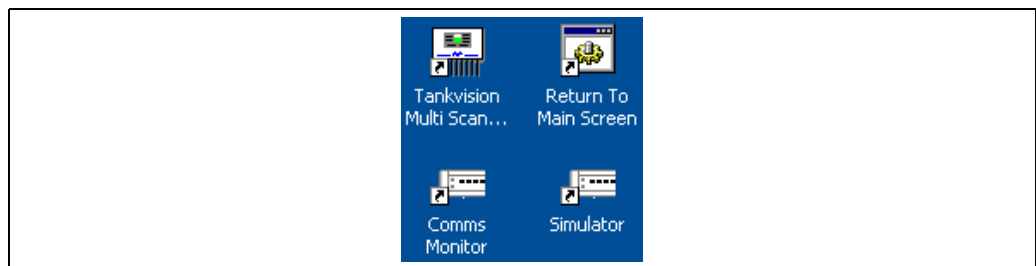 Tankvision
Multi Scan...
Return To
Main Screen
Comms
Monitor
Simulator